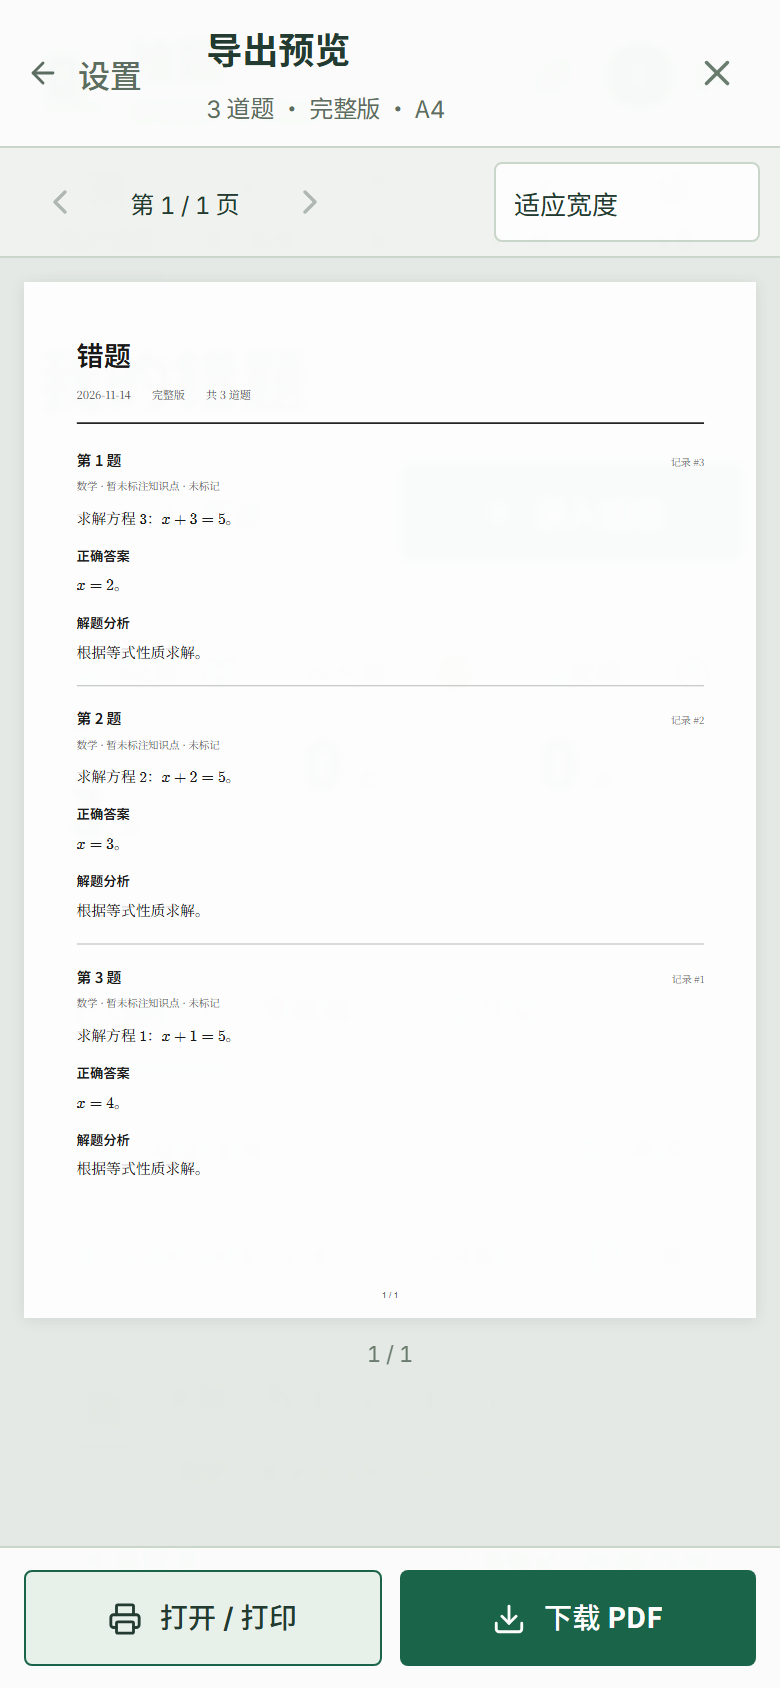 设置
导出预览
3 道题 • 完整版 • A4
第 1 / 1 页
适应宽度
错题
2026-11-14 完整版 共 3 道题
第 1 题 记录 #3
数学 · 暂未标注知识点 · 未标记
求解方程 3：x + 3 = 5。
正确答案
x = 2。
解题分析
根据等式性质求解。
第 2 题 记录 #2
数学 · 暂未标注知识点 · 未标记
求解方程 2：x + 2 = 5。
正确答案
x = 3。
解题分析
根据等式性质求解。
第 3 题 记录 #1
数学 · 暂未标注知识点 · 未标记
求解方程 1：x + 1 = 5。
正确答案
x = 4。
解题分析
根据等式性质求解。
1 / 1
1 / 1
打开 / 打印
下载 PDF